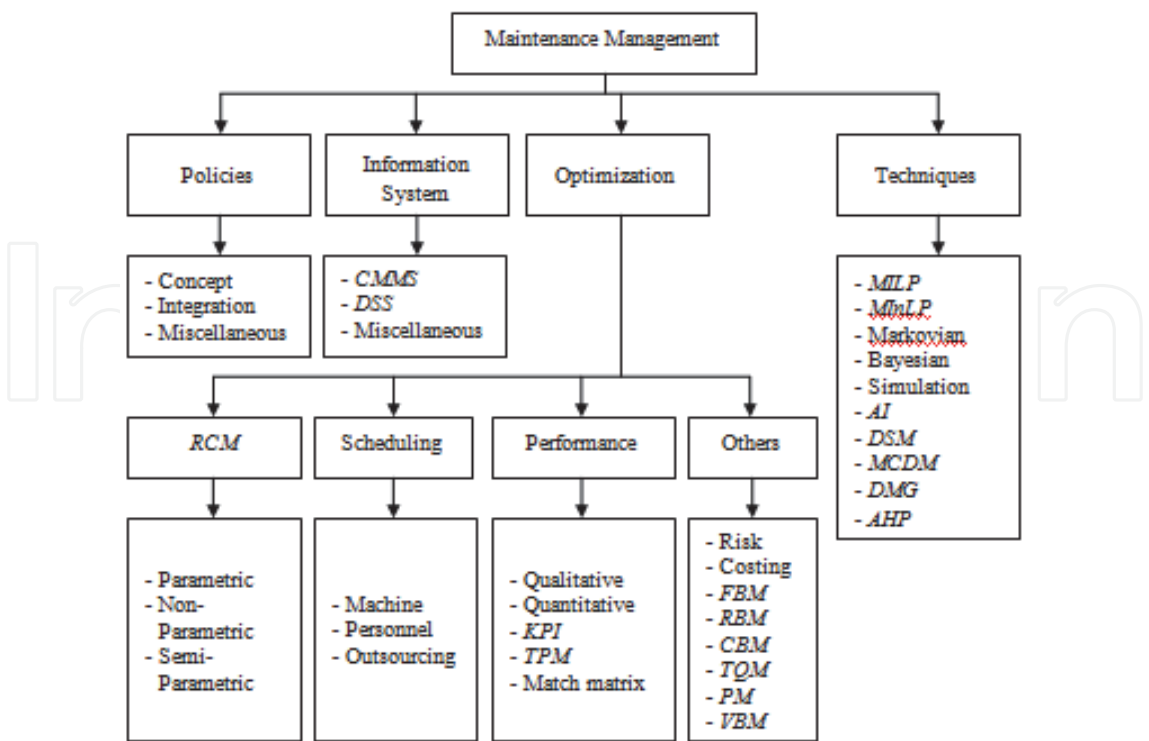 Maintenance Management
Policies
Information
System
Optimization
Techniques
- Concept
- Integration
- Miscellaneous
- CMMS
- DSS
- Miscellaneous
- MILP
- MInLP
- Markovian
- Bayesian
- Simulation
- AI
- DSM
- MCDM
- DMG
- AHP
RCM
Scheduling
Performance
Others
- Parametric
- Non-
Parametric
- Semi-
Parametric
- Machine
- Personnel
- Outsourcing
- Qualitative
- Quantitative
- KPI
- TPM
- Match matrix
- Risk
- Costing
- FBM
- RBM
- CBM
- TQM
- PM
- VBM